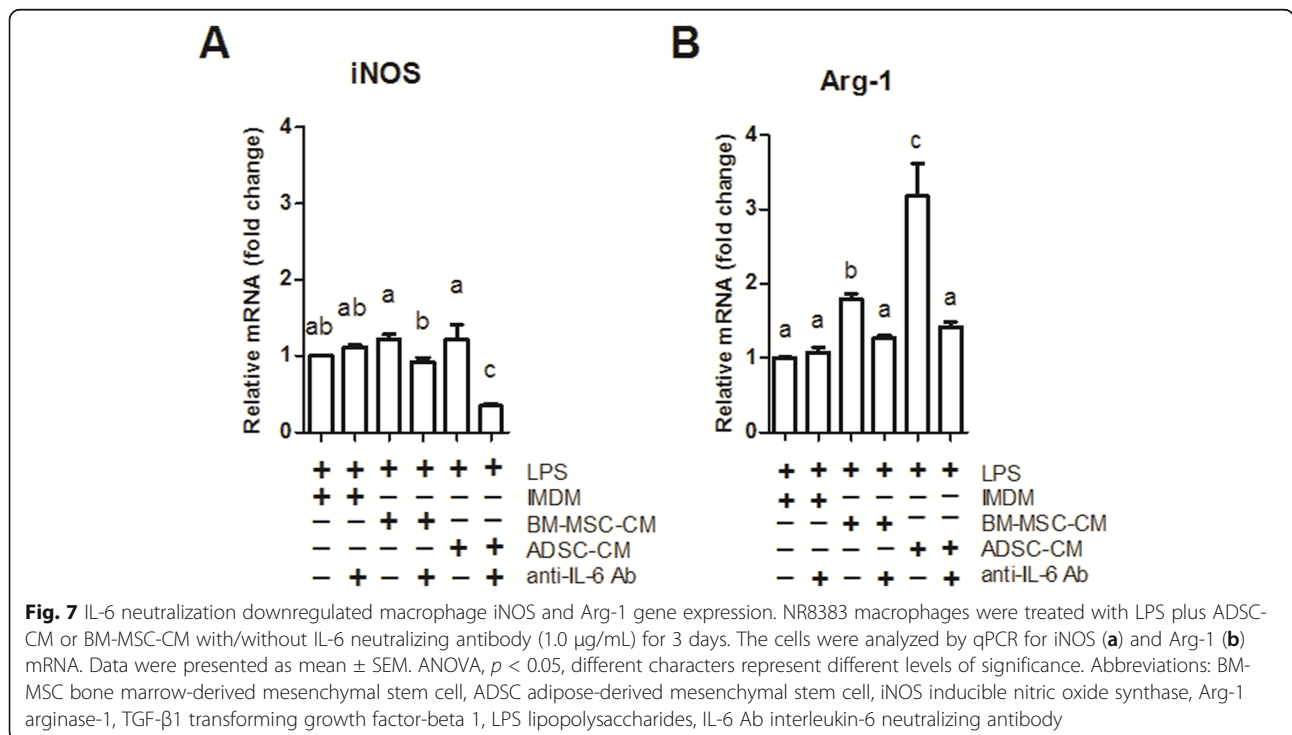 A
iNOS
Relative mRNA (fold change)
4
3
2
1
0
ab
ab
a
b
a
c
+ + + + + + LPS
+ + − − − − IMDM
− − + + − − BM-MSC-CM
− − − − + + ADSC-CM
− + − + − + anti-IL-6 Ab
B
Arg-1
Relative mRNA (fold change)
4
3
2
1
0
a
a
b
a
c
a
+ + + + + + LPS
+ + − − − − IMDM
− − + + − − BM-MSC-CM
− − − − + + ADSC-CM
− + − + − + anti-IL-6 Ab
Fig. 7 IL-6 neutralization downregulated macrophage iNOS and Arg-1 gene expression. NR8383 macrophages were treated with LPS plus ADSC-
CM or BM-MSC-CM with/without IL-6 neutralizing antibody (1.0 μg/mL) for 3 days. The cells were analyzed by qPCR for iNOS (a) and Arg-1 (b)
mRNA. Data were presented as mean ± SEM. ANOVA, p < 0.05, different characters represent different levels of significance. Abbreviations: BM-
MSC bone marrow-derived mesenchymal stem cell, ADSC adipose-derived mesenchymal stem cell, iNOS inducible nitric oxide synthase, Arg-1
arginase-1, TGF-β1 transforming growth factor-beta 1, LPS lipopolysaccharides, IL-6 Ab interleukin-6 neutralizing antibody